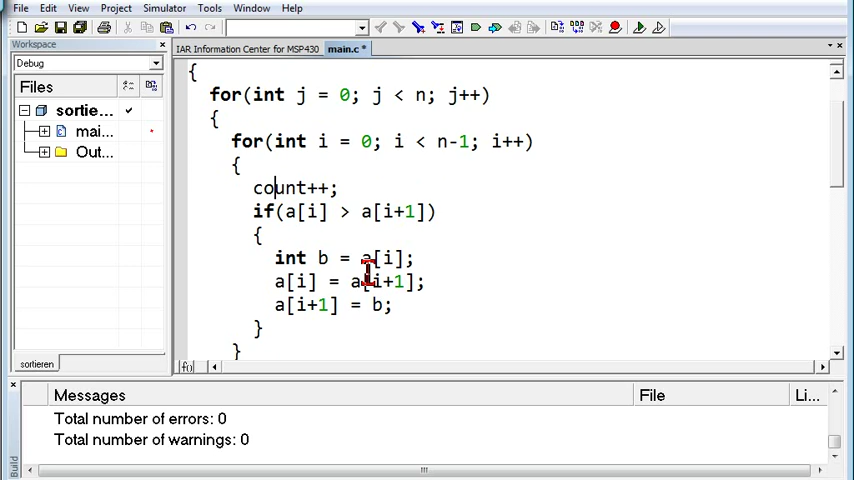 File Edit View Project Simulator Tools Window Help
Workspace
Debug
Files
sortie...
mai...
Out...
sortieren
IAR Information Center for MSP430 main.c *
{
for(int j = 0; j < n; j++)
{
for(int i = 0; i < n-1; i++)
{
count++;
if(a[i] > a[i+1])
{
int b = a[i];
a[i] = a[i+1];
a[i+1] = b;
}
}
f()
Messages File Li...
Total number of errors: 0
Total number of warnings: 0
Build